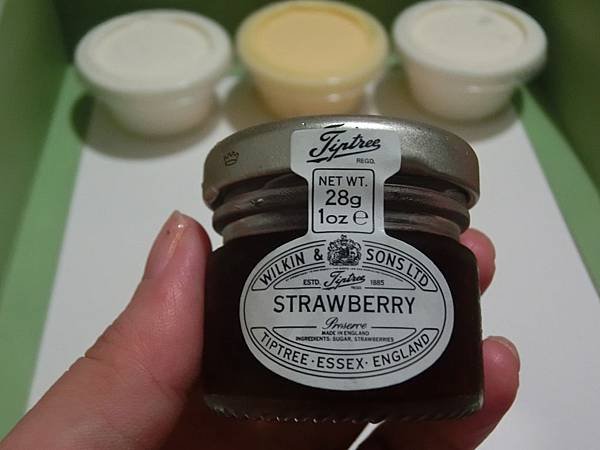 Tiptree
REGD.
NET WT.
28g
1oz ℮
WILKIN & SONS LTD
ESTD. Tiptree 1885
REGD
STRAWBERRY
Preserve
MADE IN ENGLAND
INGREDIENTS: SUGAR, STRAWBERRIES
TIPTREE · ESSEX · ENGLAND